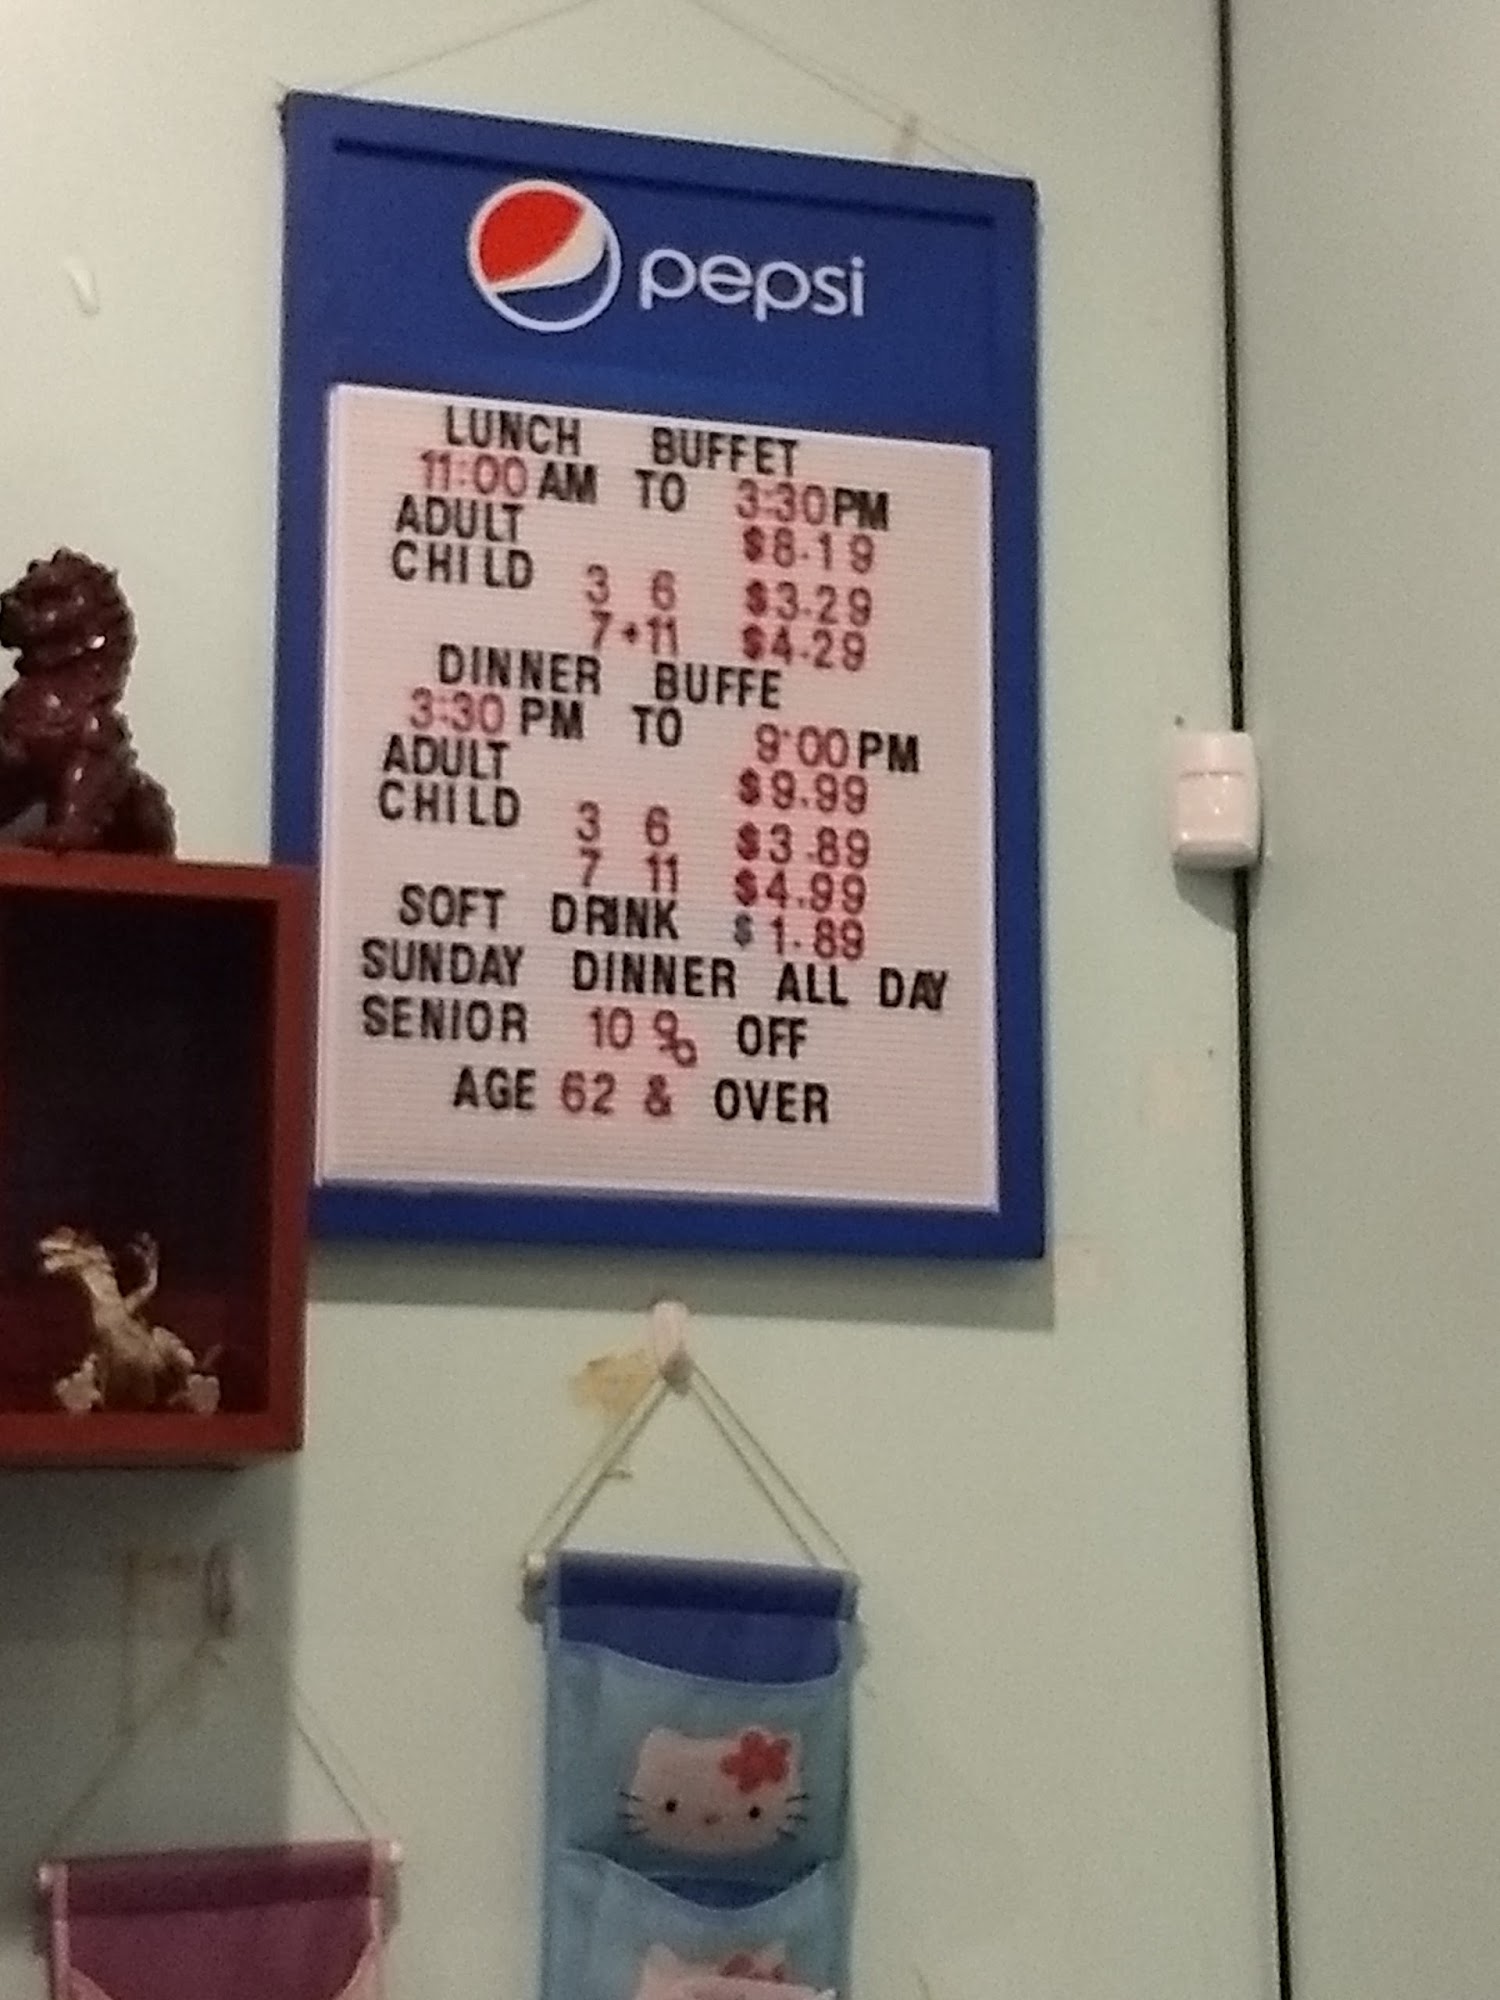 pepsi
LUNCH BUFFET
11:00 AM TO 3:30 PM
ADULT $8.19
CHILD 3 6 $3.29
7 11 $4.29
DINNER BUFFE
3:30 PM TO 9:00 PM
ADULT $9.99
CHILD 3 6 $3.89
7 11 $4.99
SOFT DRINK $1.89
SUNDAY DINNER ALL DAY
SENIOR 10% OFF
AGE 62 & OVER